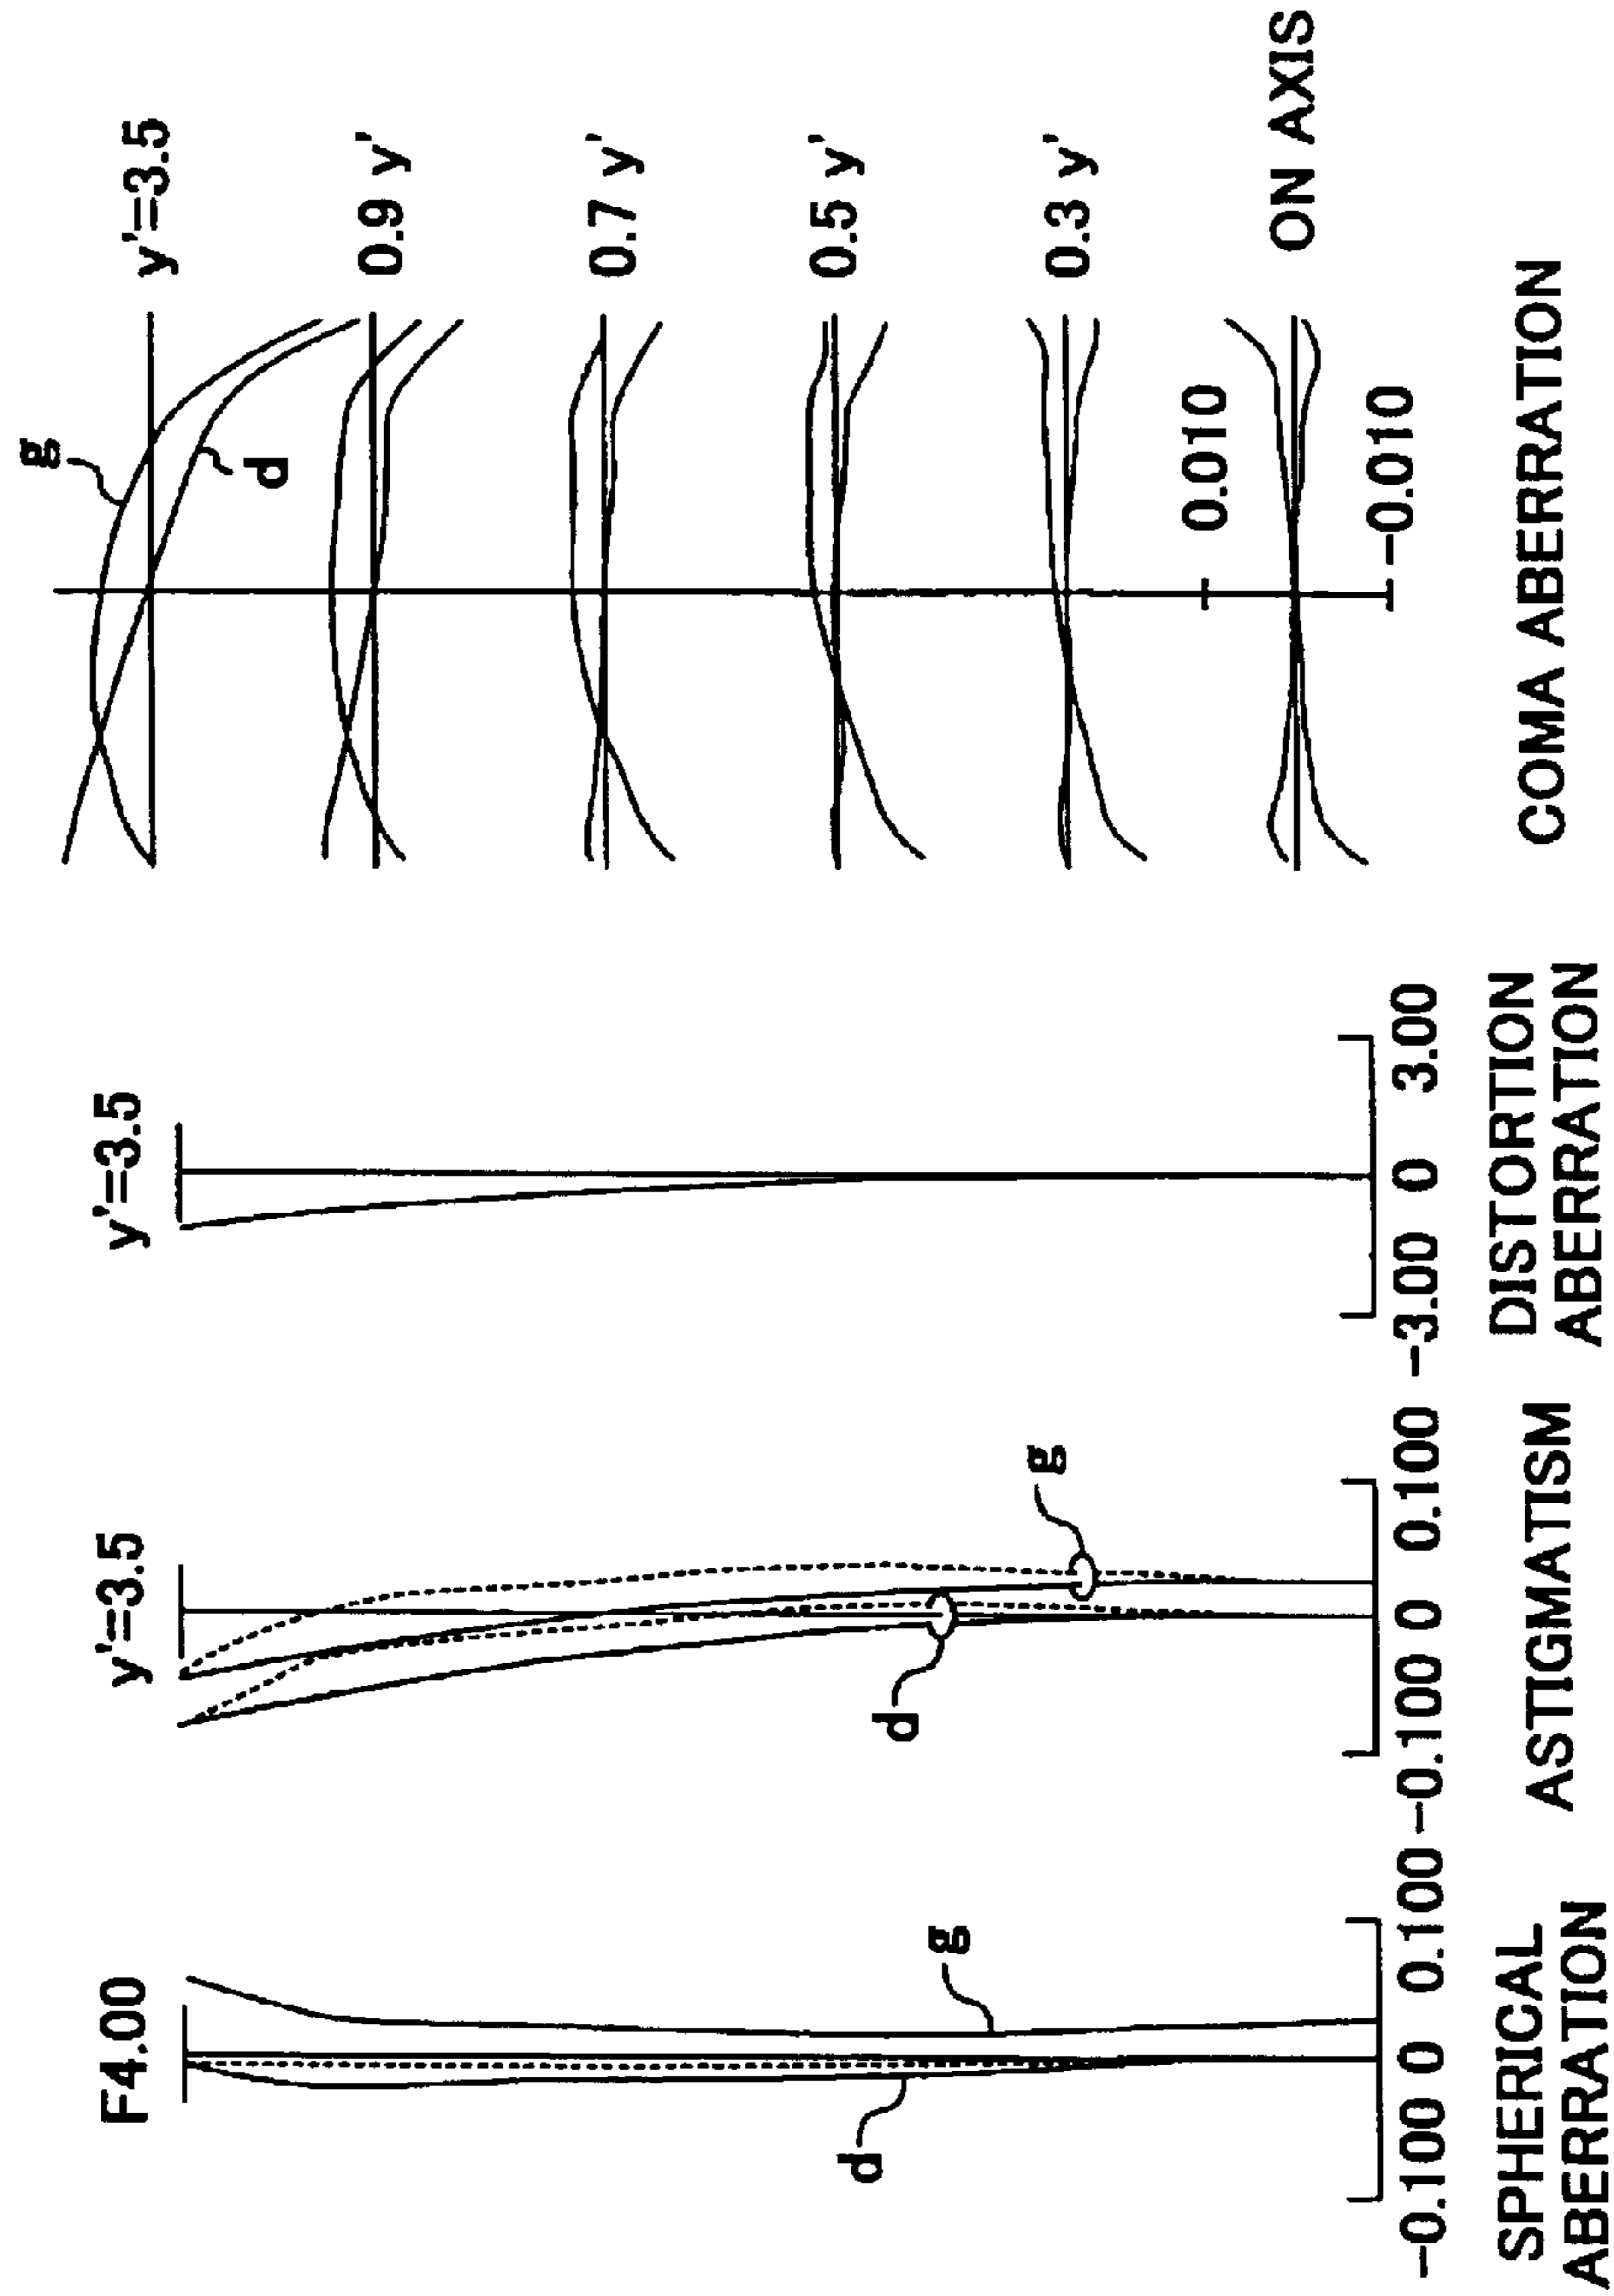 F4.00
g
d
-0.100 0 0.100
SPHERICAL
ABERRATION
y'=3.5
g
d
-0.100 0 0.100
ASTIGMATISM
y'=3.5
-3.00 0 3.00
DISTORTION
ABERRATION
g
d
y'=3.5
0.9 y'
0.7 y'
0.5 y'
0.3 y'
0.010
ON AXIS
-0.010
COMA ABERRATION